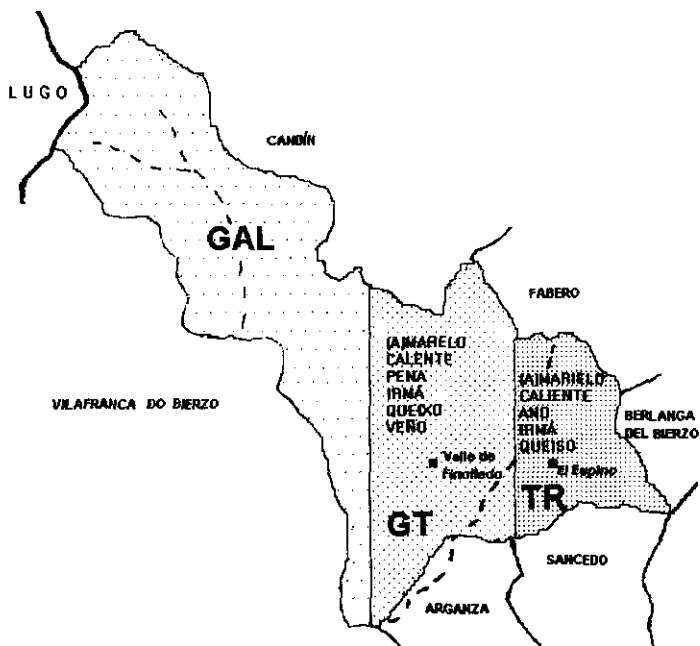 LUGO
CANDÍN
GAL
FABERO
(A)MARELO
CALENTE
PENA
IRMÁ
QUEIXO
VEÑO
(A)MARIELO
CALIENTE
ANO
IRMÁ
QUEISO
VILAFRANCA DO BIERZO
BERLANGA
DEL BIERZO
Valle de
Finolledo
El Espino
GT
TR
SANCEDO
ARGANZA